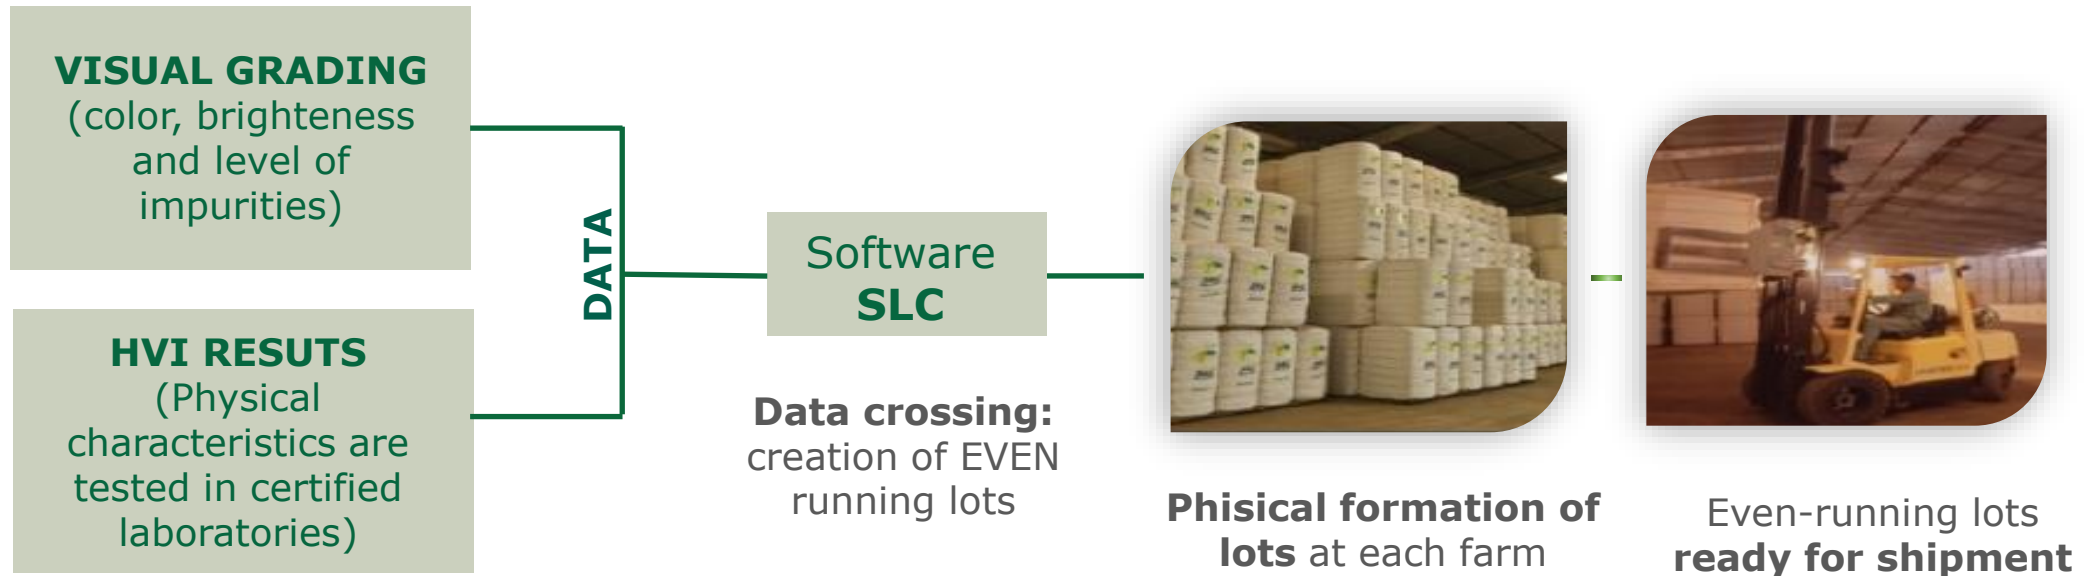 VISUAL GRADING
(color, brighteness
and level of
impurities)
HVI RESUTS
(Physical
characteristics are
tested in certified
laboratories)
DATA
Software
SLC
Data crossing:
creation of EVEN
running lots
Phisical formation of
lots at each farm
Even-running lots
ready for shipment